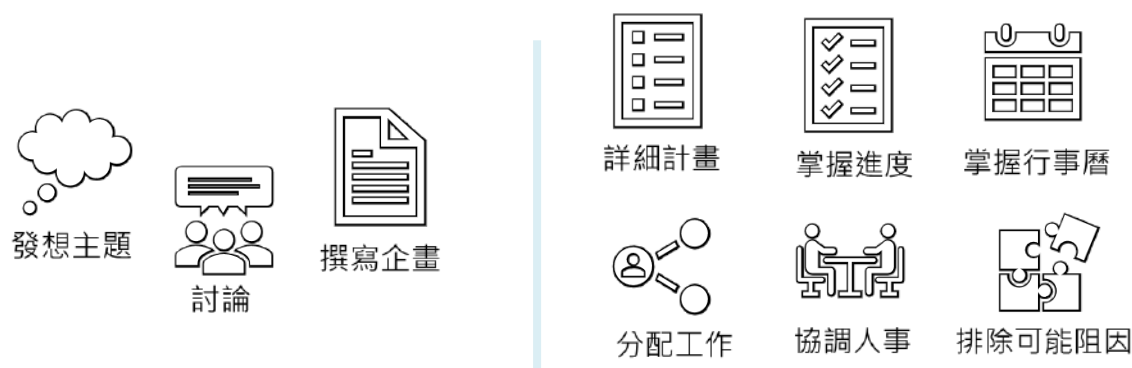 發想主題
討論
撰寫企畫
詳細計畫
掌握進度
掌握行事曆
分配工作
協調人事
排除可能阻因